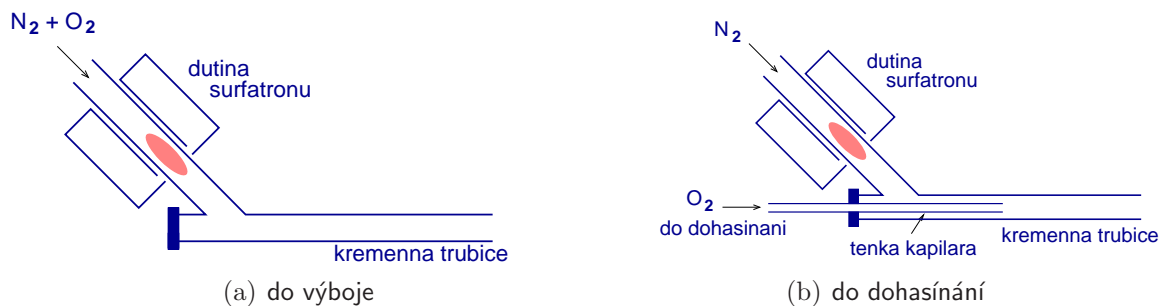 N2 + O2
dutina
surfatronu
kremenna trubice
(a) do výboje
N2
dutina
surfatronu
O2
do dohasinani
tenka kapilara
kremenna trubice
(b) do dohasínání